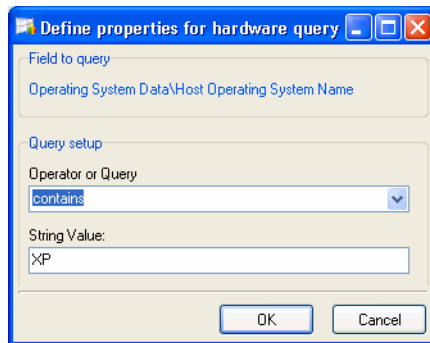 Define properties for hardware query
Field to query
Operating System Data\Host Operating System Name
Query setup
Operator or Query
contains
String Value:
XP
OK
Cancel